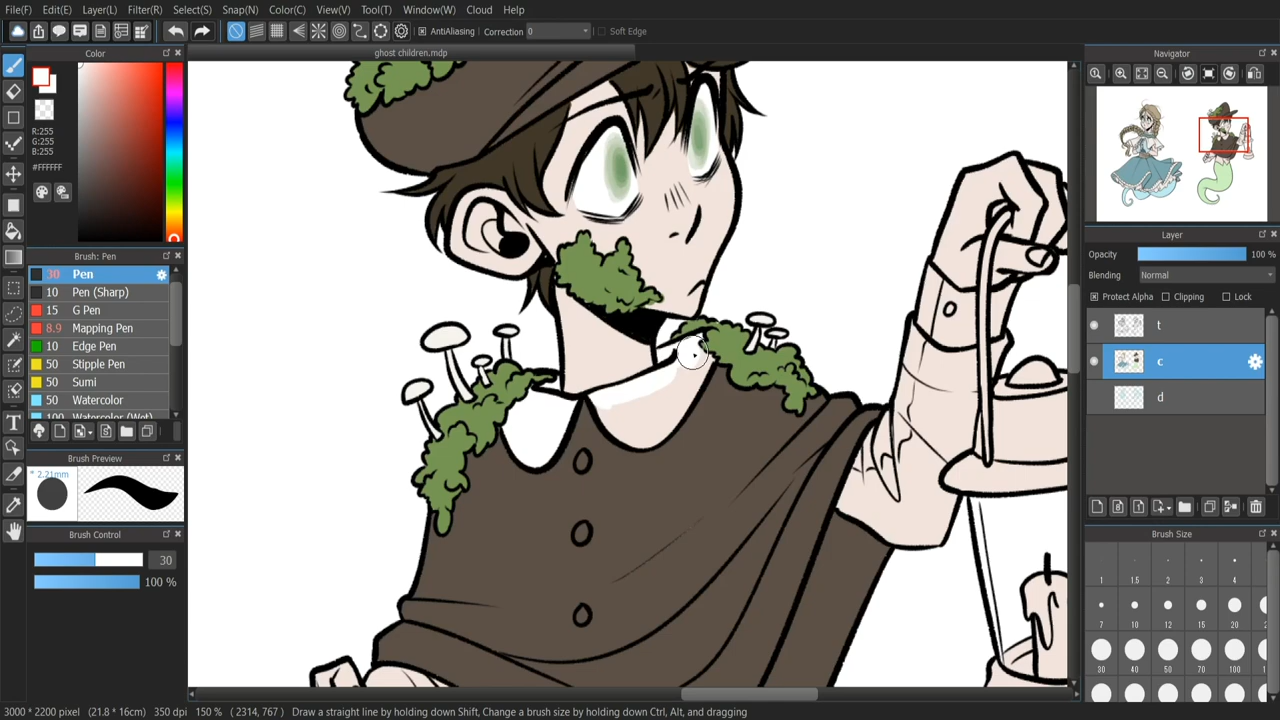 File(F) Edit(E) Layer(L) Filter(R) Select(S) Snap(N) Color(C) View(V) Tool(T) Window(W) Cloud Help
AntiAliasing Correction 0 Soft Edge
ghost children.mdp
Color
R:255
G:255
B:255
#FFFFFF
Brush: Pen
30 Pen
10 Pen (Sharp)
15 G Pen
8.9 Mapping Pen
10 Edge Pen
50 Stipple Pen
50 Sumi
50 Watercolor
100 Watercolor (Wet)
Brush Preview
* 2.21mm
Brush Control
30
100 %
Navigator
Layer
Opacity 100 %
Blending Normal
Protect Alpha Clipping Lock
t
c
d
Brush Size
1 1.5 2 3 4
7 10 12 15 20
30 40 50 70 100
3000 * 2200 pixel (21.8 * 16cm) 350 dpi 150 % ( 2314, 767 ) Draw a straight line by holding down Shift, Change a brush size by holding down Ctrl, Alt, and dragging